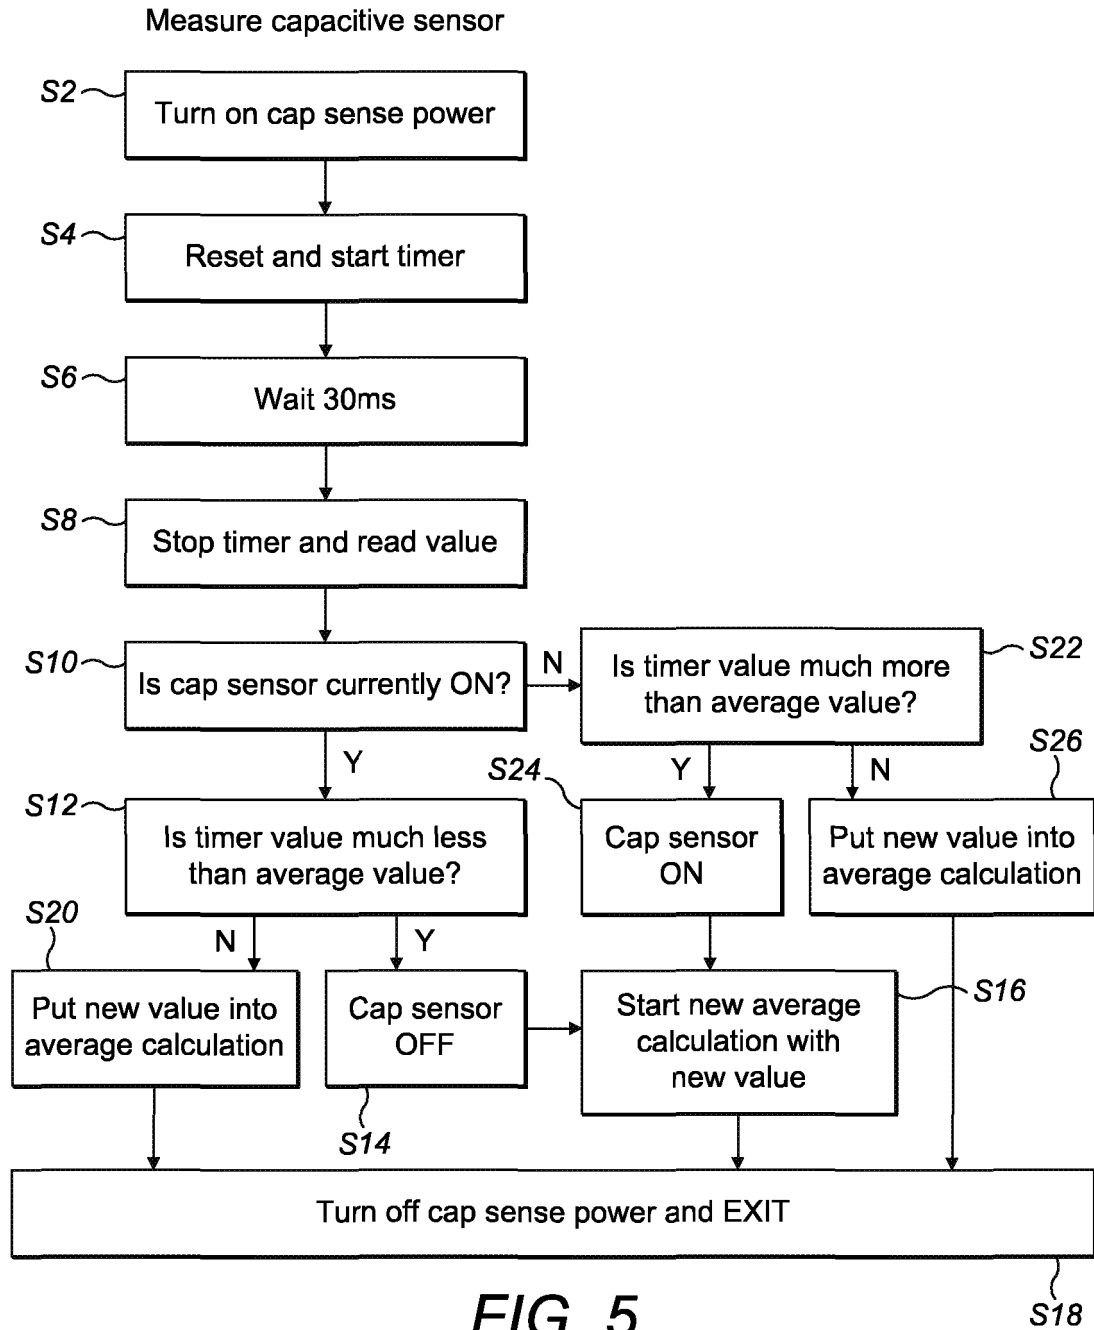 Measure capacitive sensor
S2
Turn on cap sense power
S4
Reset and start timer
S6
Wait 30ms
S8
Stop timer and read value
S10
Is cap sensor currently ON?
N
Is timer value much more
than average value?
S22
Y
S24
Y
N
S26
S12
Is timer value much less
than average value?
Cap sensor
ON
Put new value into
average calculation
S20
N
Y
Put new value into
average calculation
Cap sensor
OFF
Start new average
calculation with
new value
S16
S14
Turn off cap sense power and EXIT
S18
FIG. 5